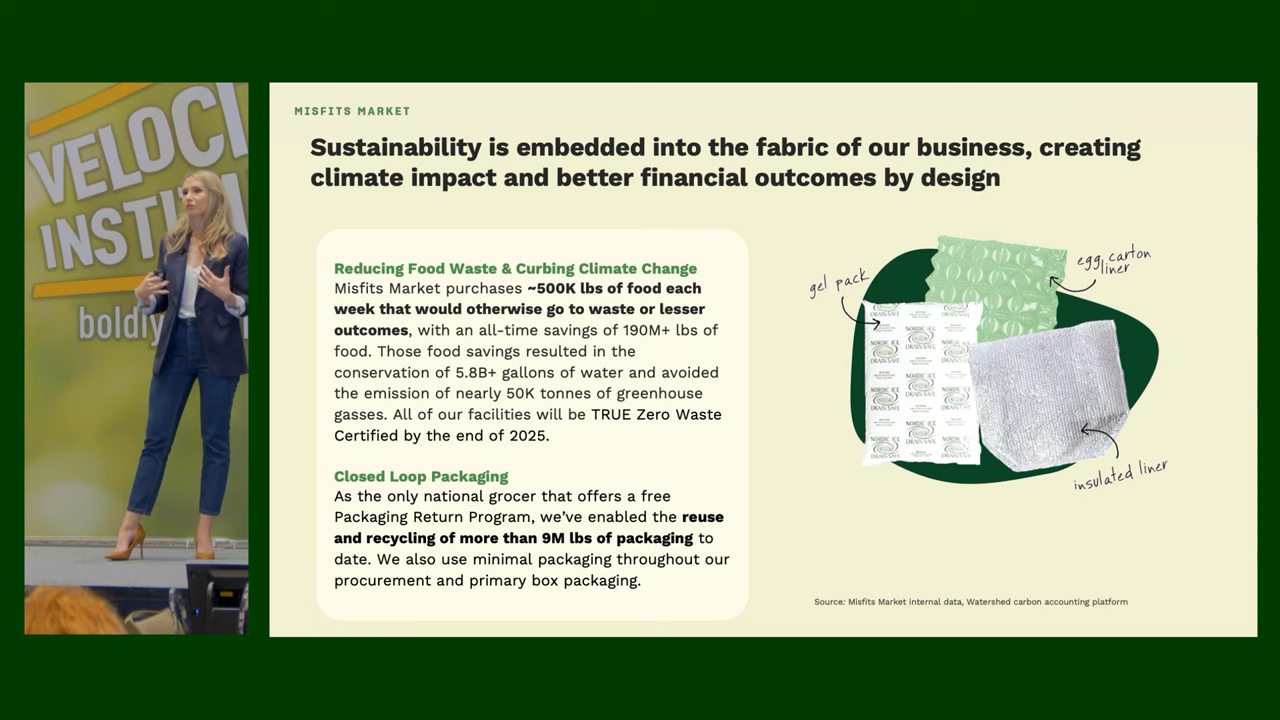 VELOCI
INSTI
boldly
MISFITS MARKET
Sustainability is embedded into the fabric of our business, creating
climate impact and better financial outcomes by design
Reducing Food Waste & Curbing Climate Change
Misfits Market purchases ~500K lbs of food each
week that would otherwise go to waste or lesser
outcomes, with an all-time savings of 190M+ lbs of
food. Those food savings resulted in the
conservation of 5.8B+ gallons of water and avoided
the emission of nearly 50K tonnes of greenhouse
gasses. All of our facilities will be TRUE Zero Waste
Certified by the end of 2025.
Closed Loop Packaging
As the only national grocer that offers a free
Packaging Return Program, we’ve enabled the reuse
and recycling of more than 9M lbs of packaging to
date. We also use minimal packaging throughout our
procurement and primary box packaging.
gel pack
egg carton
liner
NORDIC ICE
DRAIN SAFE
insulated liner
Source: Misfits Market internal data, Watershed carbon accounting platform